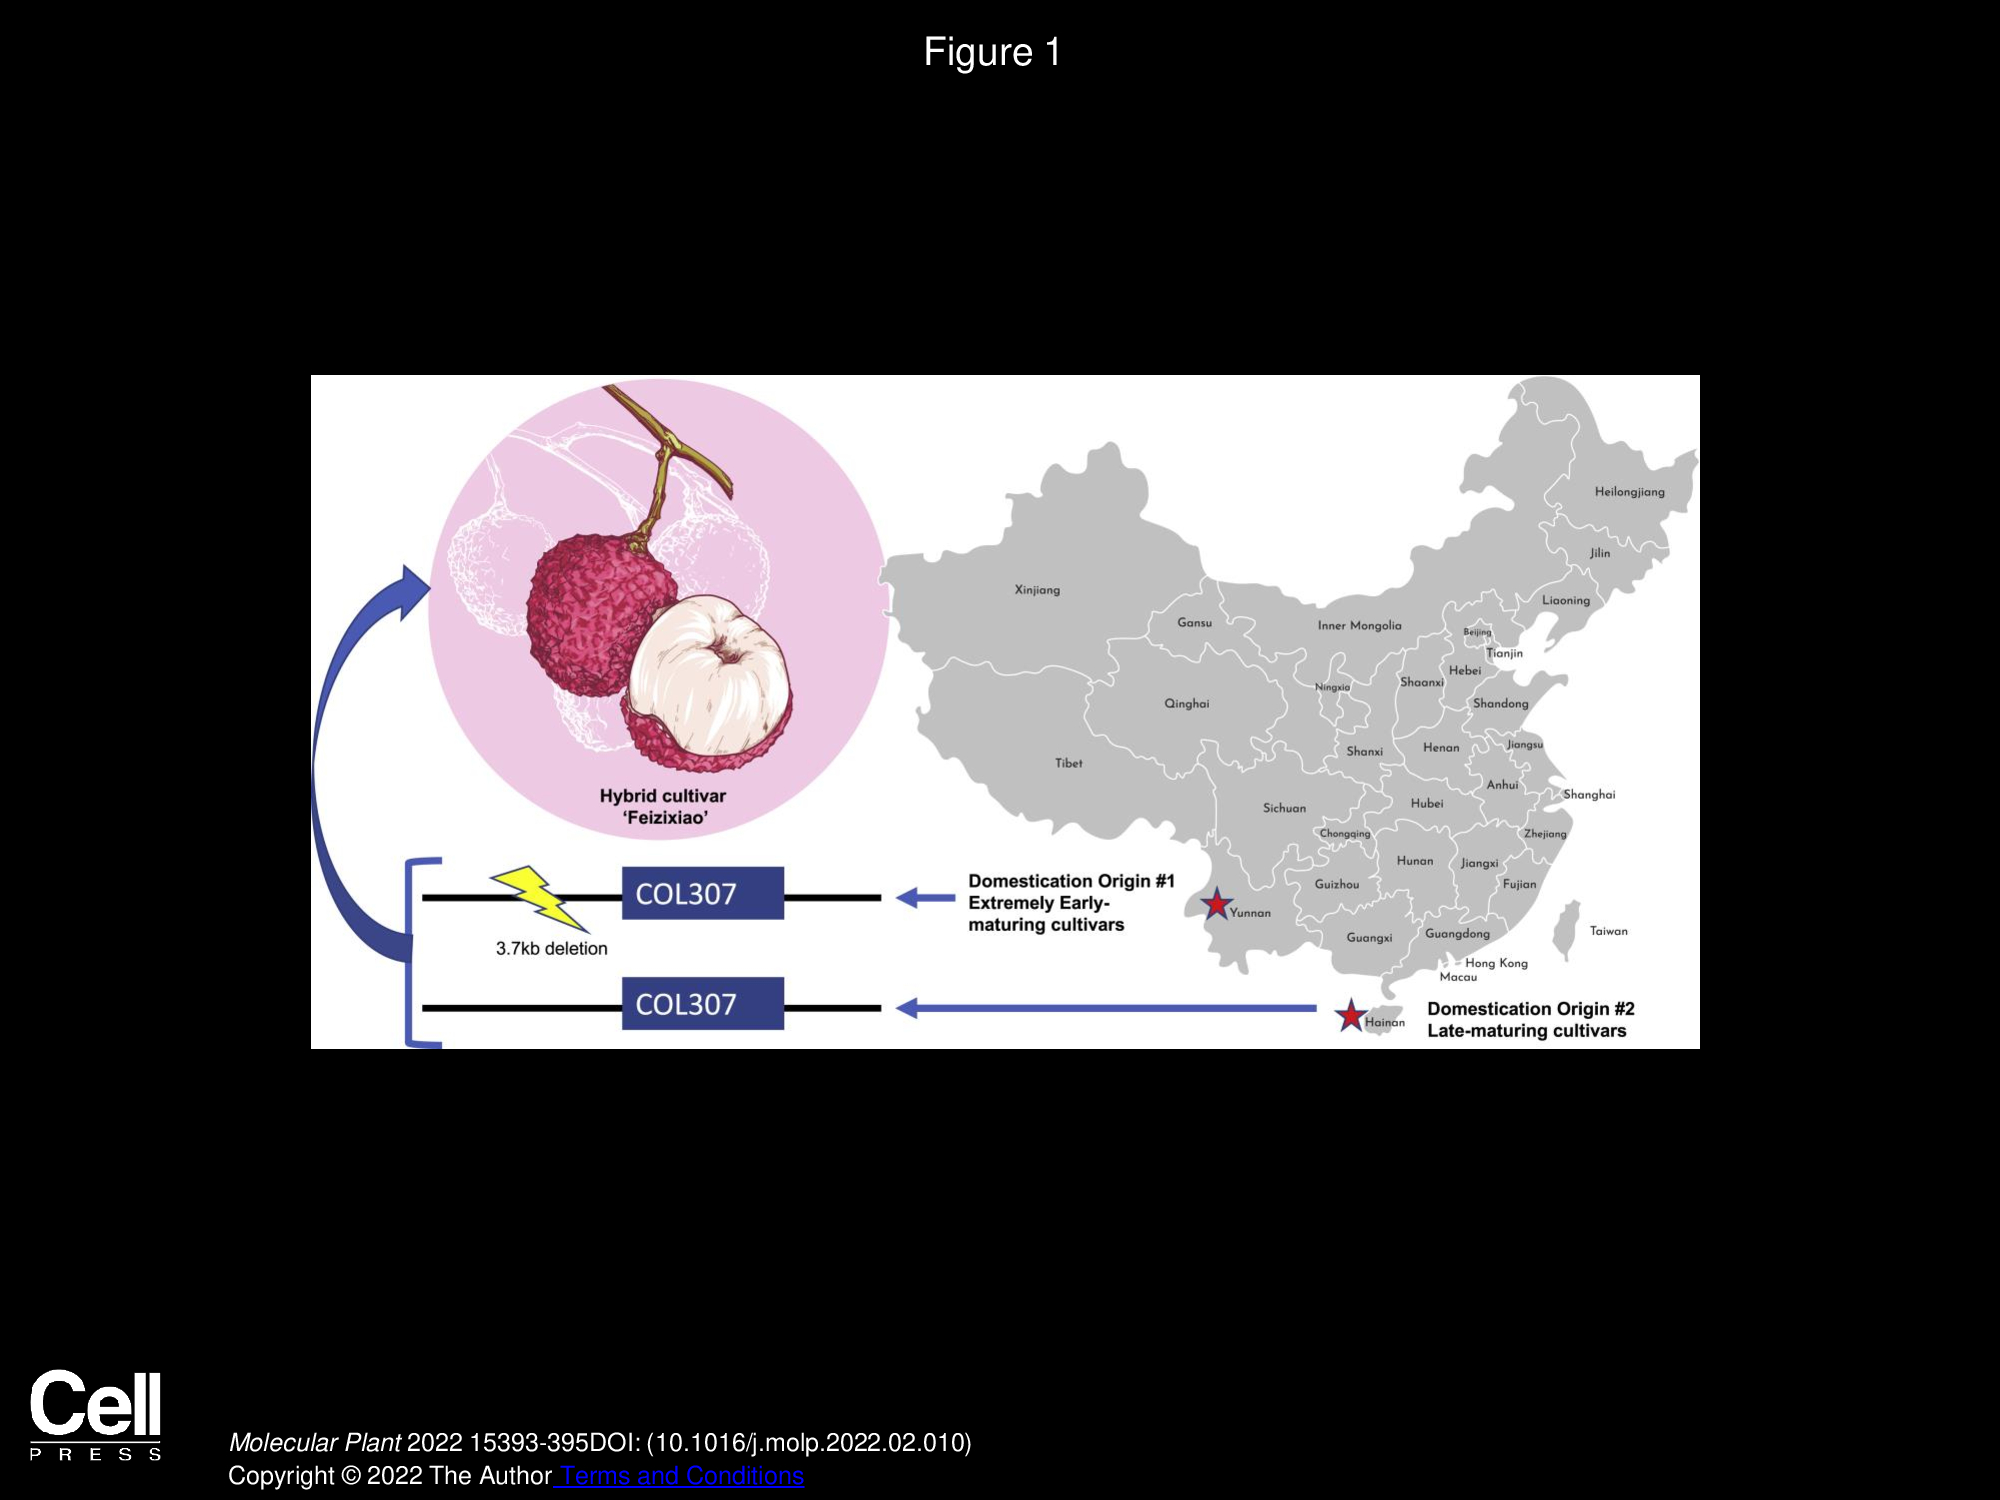 Figure 1
Hybrid cultivar
‘Feizixiao’
COL307
3.7kb deletion
COL307
Domestication Origin #1
Extremely Early-
maturing cultivars
Domestication Origin #2
Late-maturing cultivars
Heilongjiang
Jilin
Liaoning
Xinjiang
Gansu
Inner Mongolia
Beijing
Tianjin
Hebei
Shaanxi
Ningxia
Qinghai
Shandong
Shanxi
Henan
Jiangsu
Tibet
Anhui
Shanghai
Sichuan
Hubei
Chongqing
Zhejiang
Hunan
Jiangxi
Guizhou
Fujian
Yunnan
Guangxi
Guangdong
Taiwan
Hong Kong
Macau
Hainan
Cell
PRESS
Molecular Plant 2022 15393-395DOI: (10.1016/j.molp.2022.02.010)
Copyright © 2022 The Author Terms and Conditions